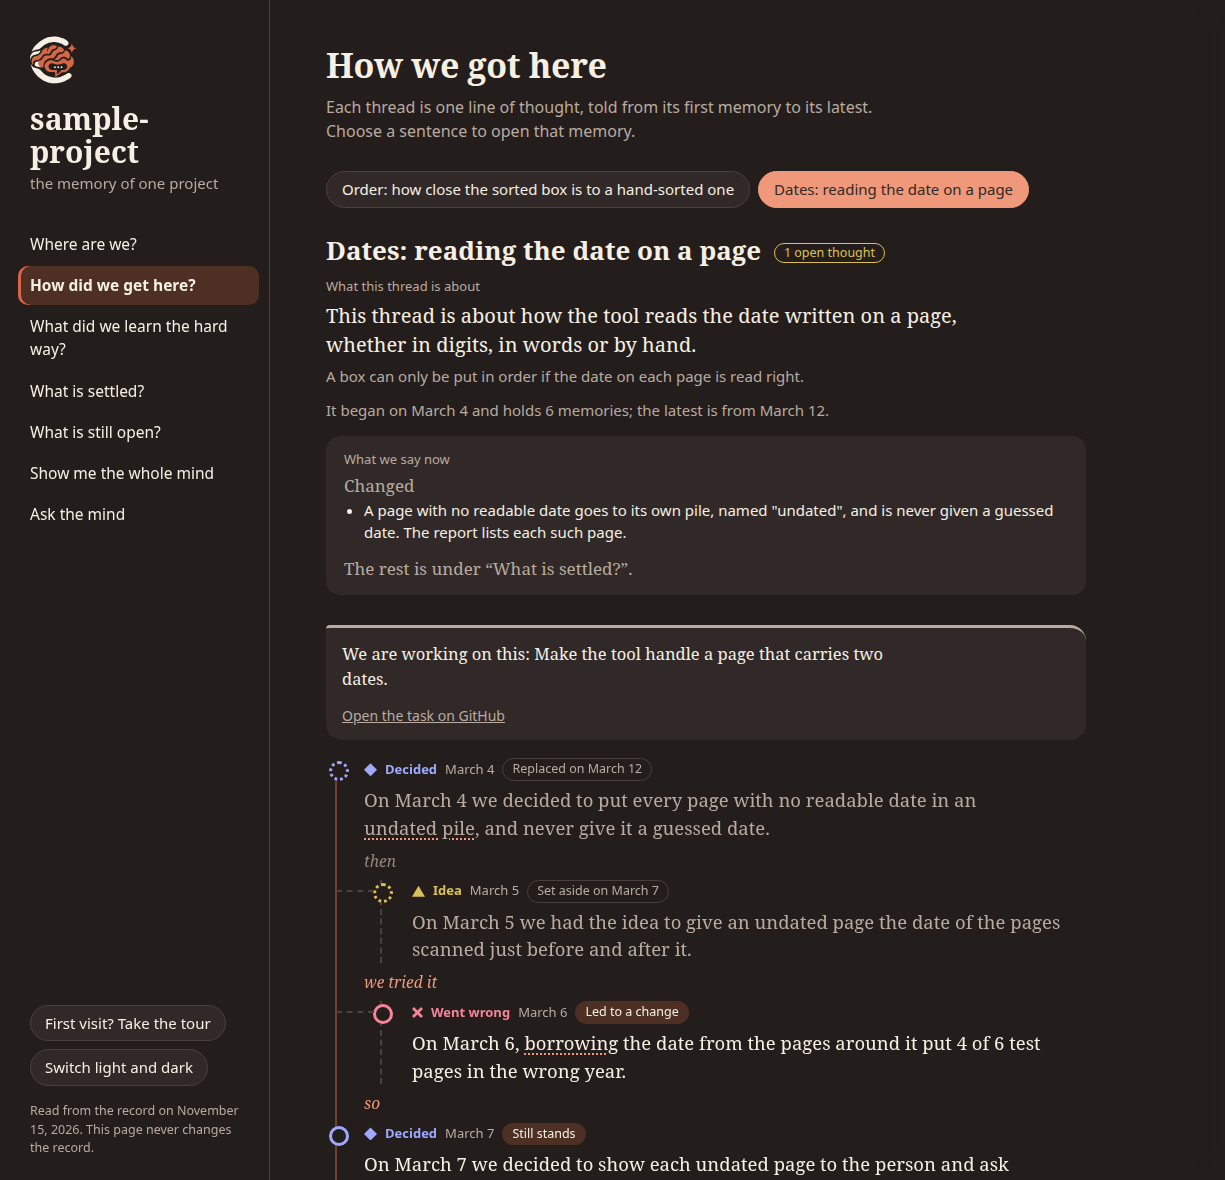 sample-
project
the memory of one project
Where are we?
How did we get here?
What did we learn the hard
way?
What is settled?
What is still open?
Show me the whole mind
Ask the mind
First visit? Take the tour
Switch light and dark
Read from the record on November
15, 2026. This page never changes
the record.
How we got here
Each thread is one line of thought, told from its first memory to its latest.
Choose a sentence to open that memory.
Order: how close the sorted box is to a hand-sorted one
Dates: reading the date on a page
Dates: reading the date on a page 1 open thought
What this thread is about
This thread is about how the tool reads the date written on a page,
whether in digits, in words or by hand.
A box can only be put in order if the date on each page is read right.
It began on March 4 and holds 6 memories; the latest is from March 12.
What we say now
Changed
A page with no readable date goes to its own pile, named "undated", and is never given a guessed
date. The report lists each such page.
The rest is under “What is settled?”.
We are working on this: Make the tool handle a page that carries two
dates.
Open the task on GitHub
Decided March 4 Replaced on March 12
On March 4 we decided to put every page with no readable date in an
undated pile, and never give it a guessed date.
then
Idea March 5 Set aside on March 7
On March 5 we had the idea to give an undated page the date of the pages
scanned just before and after it.
we tried it
Went wrong March 6 Led to a change
On March 6, borrowing the date from the pages around it put 4 of 6 test
pages in the wrong year.
so
Decided March 7 Still stands
On March 7 we decided to show each undated page to the person and ask